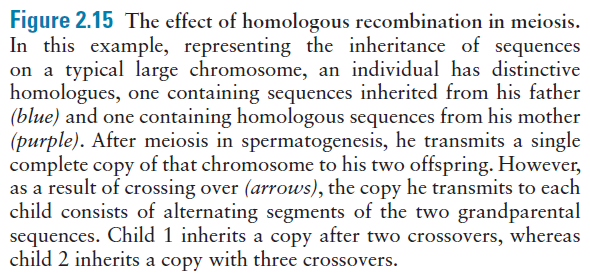 Figure 2.15 The effect of homologous recombination in meiosis.
In this example, representing the inheritance of sequences
on a typical large chromosome, an individual has distinctive
homologues, one containing sequences inherited from his father
(blue) and one containing homologous sequences from his mother
(purple). After meiosis in spermatogenesis, he transmits a single
complete copy of that chromosome to his two offspring. However,
as a result of crossing over (arrows), the copy he transmits to each
child consists of alternating segments of the two grandparental
sequences. Child 1 inherits a copy after two crossovers, whereas
child 2 inherits a copy with three crossovers.